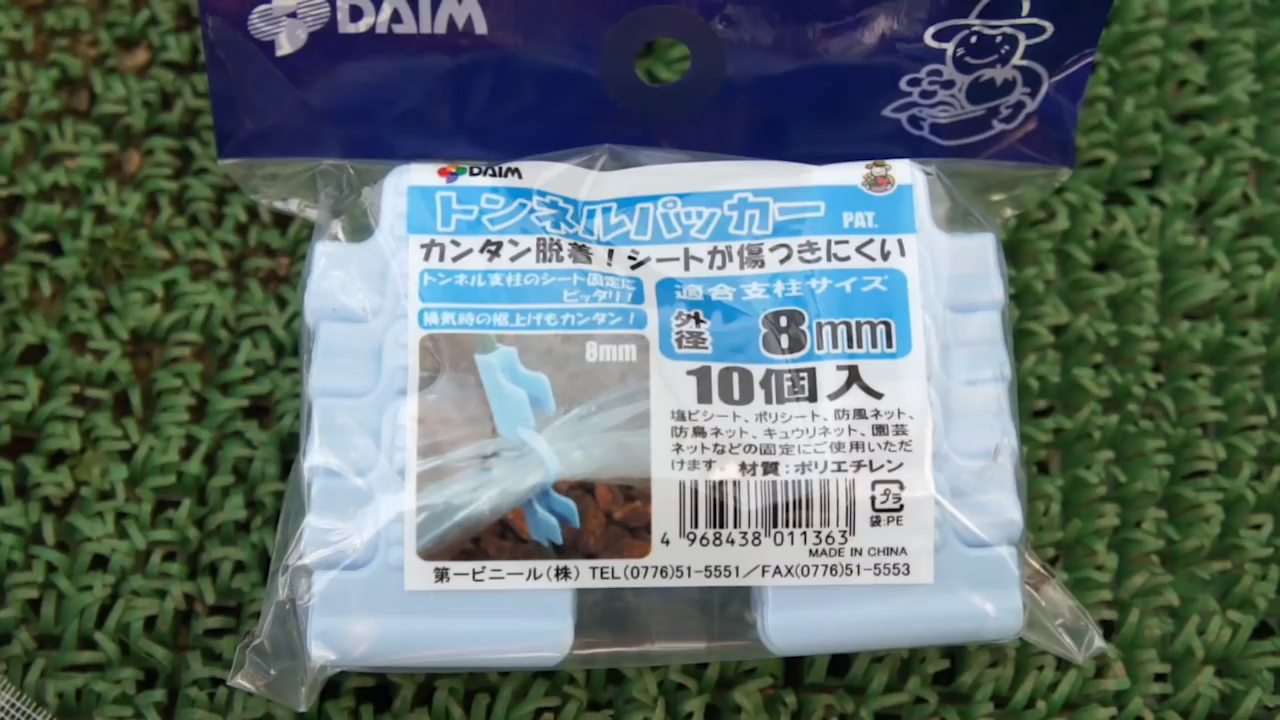 DAIM
DAIM
トンネルパッカー PAT.
カンタン脱着！シートが傷つきにくい
トンネル支柱のシート固定に
ピッタリ！
換気時の裾上げもカンタン！
8mm
適合支柱サイズ
外径 8mm
10個入
塩ビシート、ポリシート、防風ネット、
防鳥ネット、キュウリネット、園芸
ネットなどの固定にご使用いただ
けます。 材質：ポリエチレン
プラ
袋:PE
4 968438 011363
MADE IN CHINA
第一ビニール(株) TEL(0776)51-5551／FAX(0776)51-5553